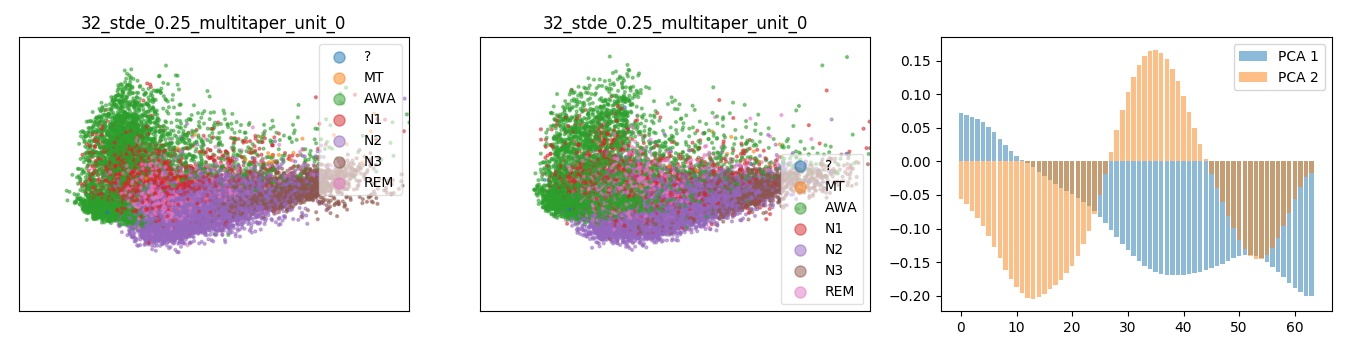 32_stde_0.25_multitaper_unit_0
?
MT
AWA
N1
N2
N3
REM
32_stde_0.25_multitaper_unit_0
?
MT
AWA
N1
N2
N3
REM
PCA 1
PCA 2
0.15
0.10
0.05
0.00
−0.05
−0.10
−0.15
−0.20
0 10 20 30 40 50 60